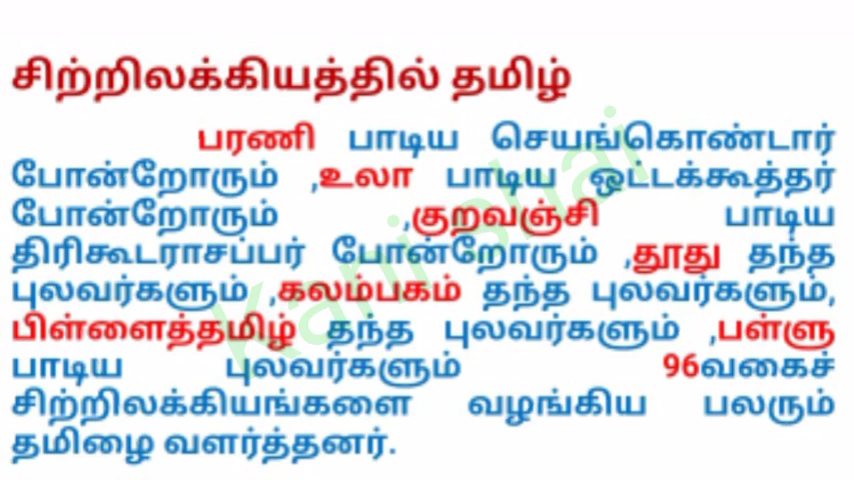 சிற்றிலக்கியத்தில் தமிழ்
பரணி பாடிய செயங்கொண்டார்
போன்றோரும் ,உலா பாடிய ஒட்டக்கூத்தர்
போன்றோரும் ,குறவஞ்சி பாடிய
திரிகூடராசப்பர் போன்றோரும் ,தூது தந்த
புலவர்களும் ,கலம்பகம் தந்த புலவர்களும்,
பிள்ளைத்தமிழ் தந்த புலவர்களும் ,பள்ளு
பாடிய புலவர்களும் 96வகைச்
சிற்றிலக்கியங்களை வழங்கிய பலரும்
தமிழை வளர்த்தனர்.